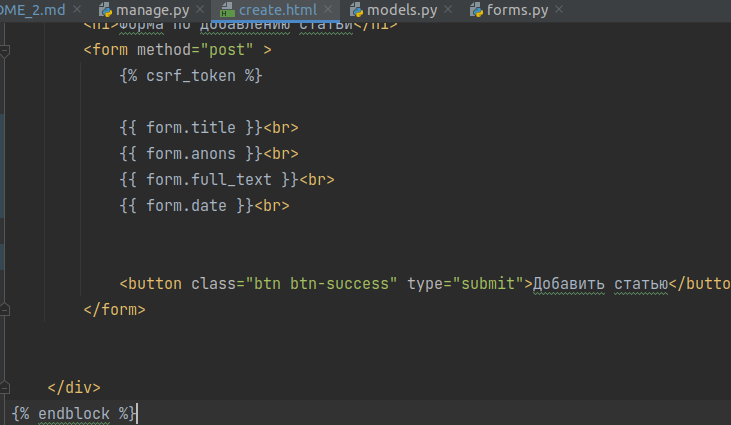 OME_2.md × manage.py × create.html × models.py × forms.py ×
<h1>Форма по добавлению статьи</h1>
<form method="post" >
{% csrf_token %}
{{ form.title }}<br>
{{ form.anons }}<br>
{{ form.full_text }}<br>
{{ form.date }}<br>
<button class="btn btn-success" type="submit">Добавить статью</butto
</form>
</div>
{% endblock %}